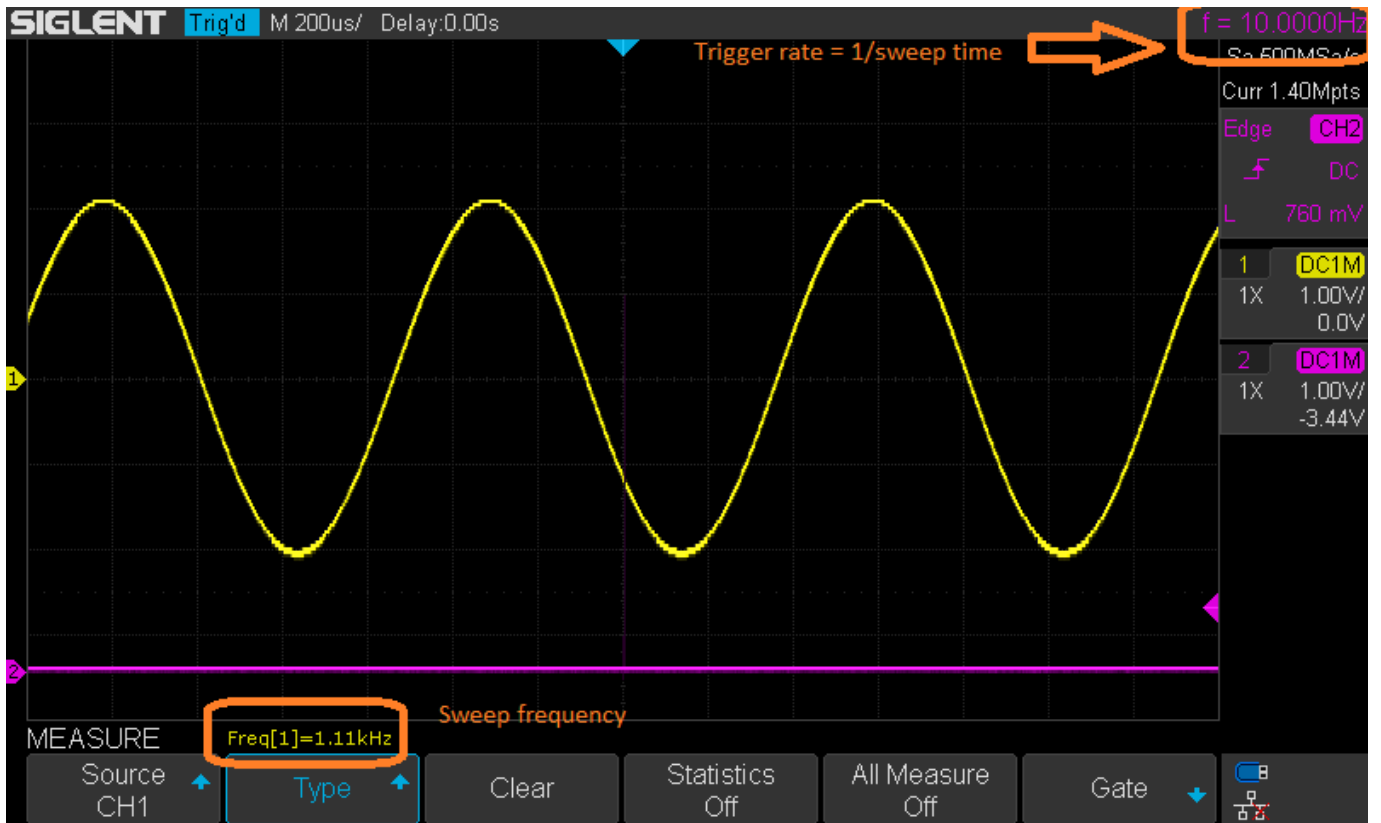 SIGLENT Trig'd M 200us/ Delay:0.00s f = 10.0000Hz
Trigger rate = 1/sweep time
Sa 500MSa/s
Curr 1.40Mpts
Edge CH2
DC
L 760 mV
1 DC1M
1X 1.00V/
0.0V
2 DC1M
1X 1.00V/
-3.44V
1
2
Sweep frequency
MEASURE Freq[1]=1.11kHz
Source
CH1
Type
Clear
Statistics
Off
All Measure
Off
Gate